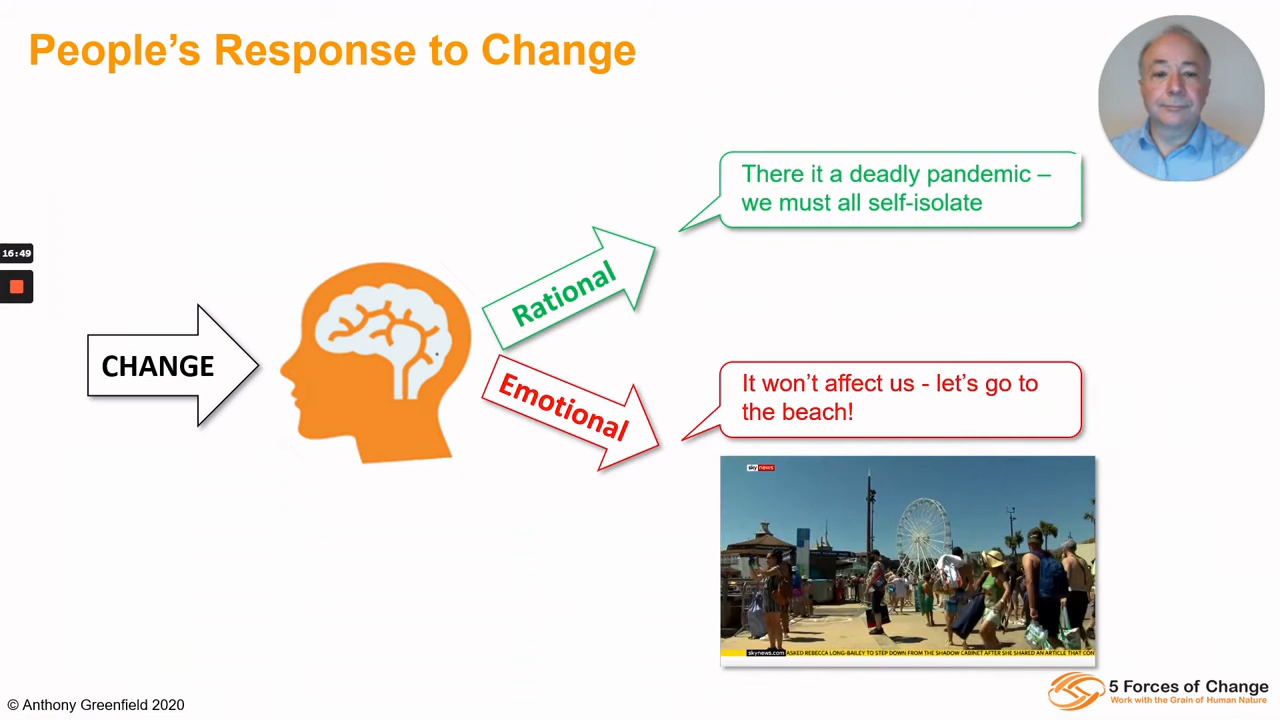 People's Response to Change
There it a deadly pandemic –
we must all self-isolate
16:49
Rational
CHANGE
Emotional
It won't affect us - let's go to
the beach!
sky news
skynews.com ASKED REBECCA LONG-BAILEY TO STEP DOWN FROM THE SHADOW CABINET AFTER SHE SHARED AN ARTICLE THAT CON
5 Forces of Change
Work with the Grain of Human Nature
© Anthony Greenfield 2020